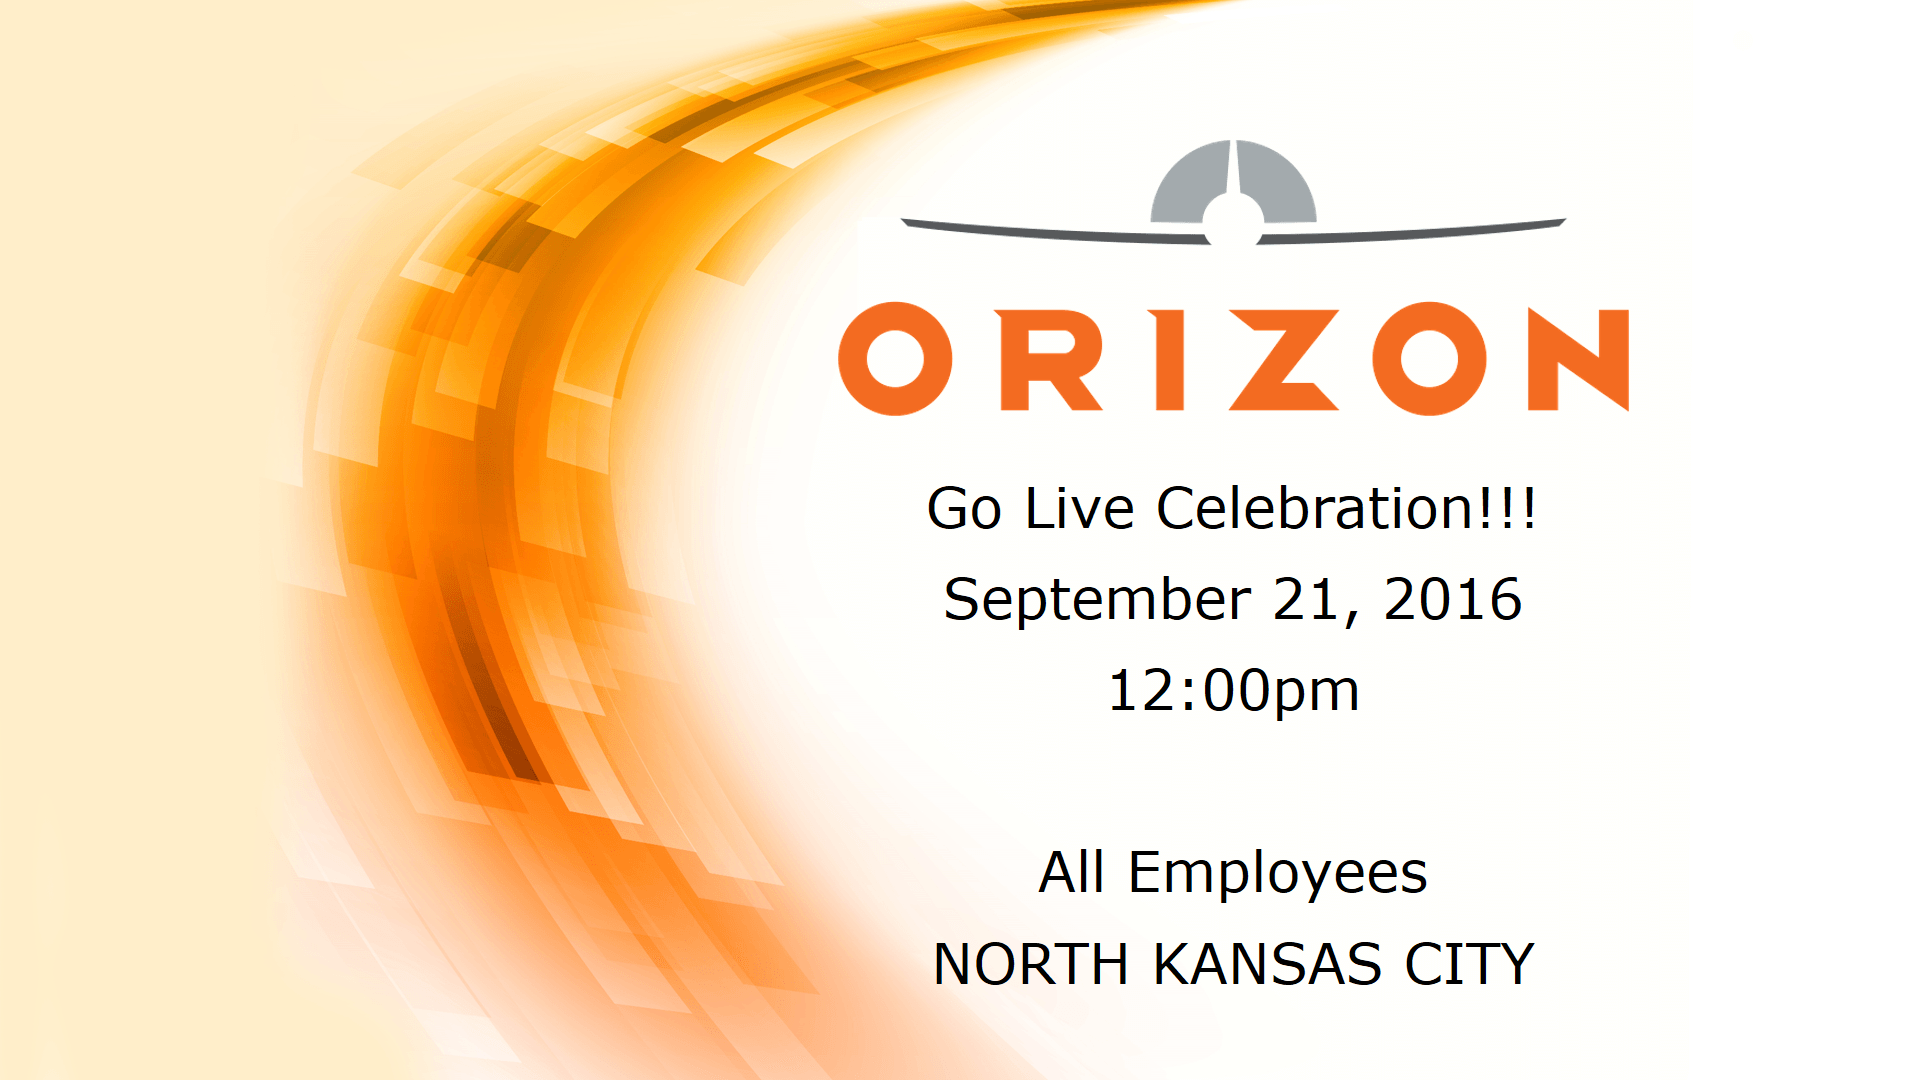 ORIZON
Go Live Celebration!!!
September 21, 2016
12:00pm
All Employees
NORTH KANSAS CITY